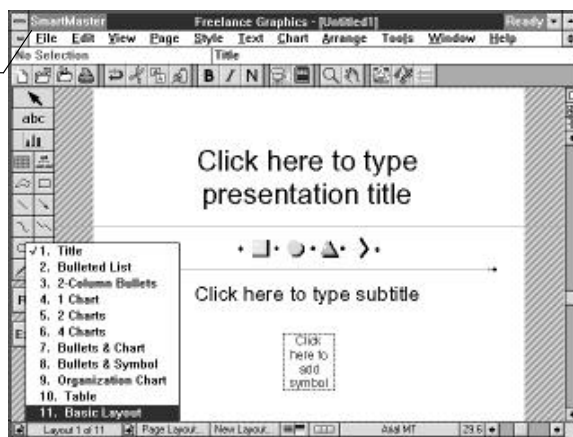 SmartMaster Freelance Graphics - [Untitled1] Ready
File Edit View Page Style Text Chart Arrange Tools Window Help
No Selection Title
B I N
abc
Click here to type
presentation title
✓1. Title
2. Bulleted List
3. 2-Column Bullets
4. 1 Chart
5. 2 Charts
6. 4 Charts
7. Bullets & Chart
8. Bullets & Symbol
9. Organization Chart
10. Table
11. Basic Layout
Click here to type subtitle
Click
here to
add
symbol
Layout 1 of 11 Page Layout... New Layout... Arial MT 29.6